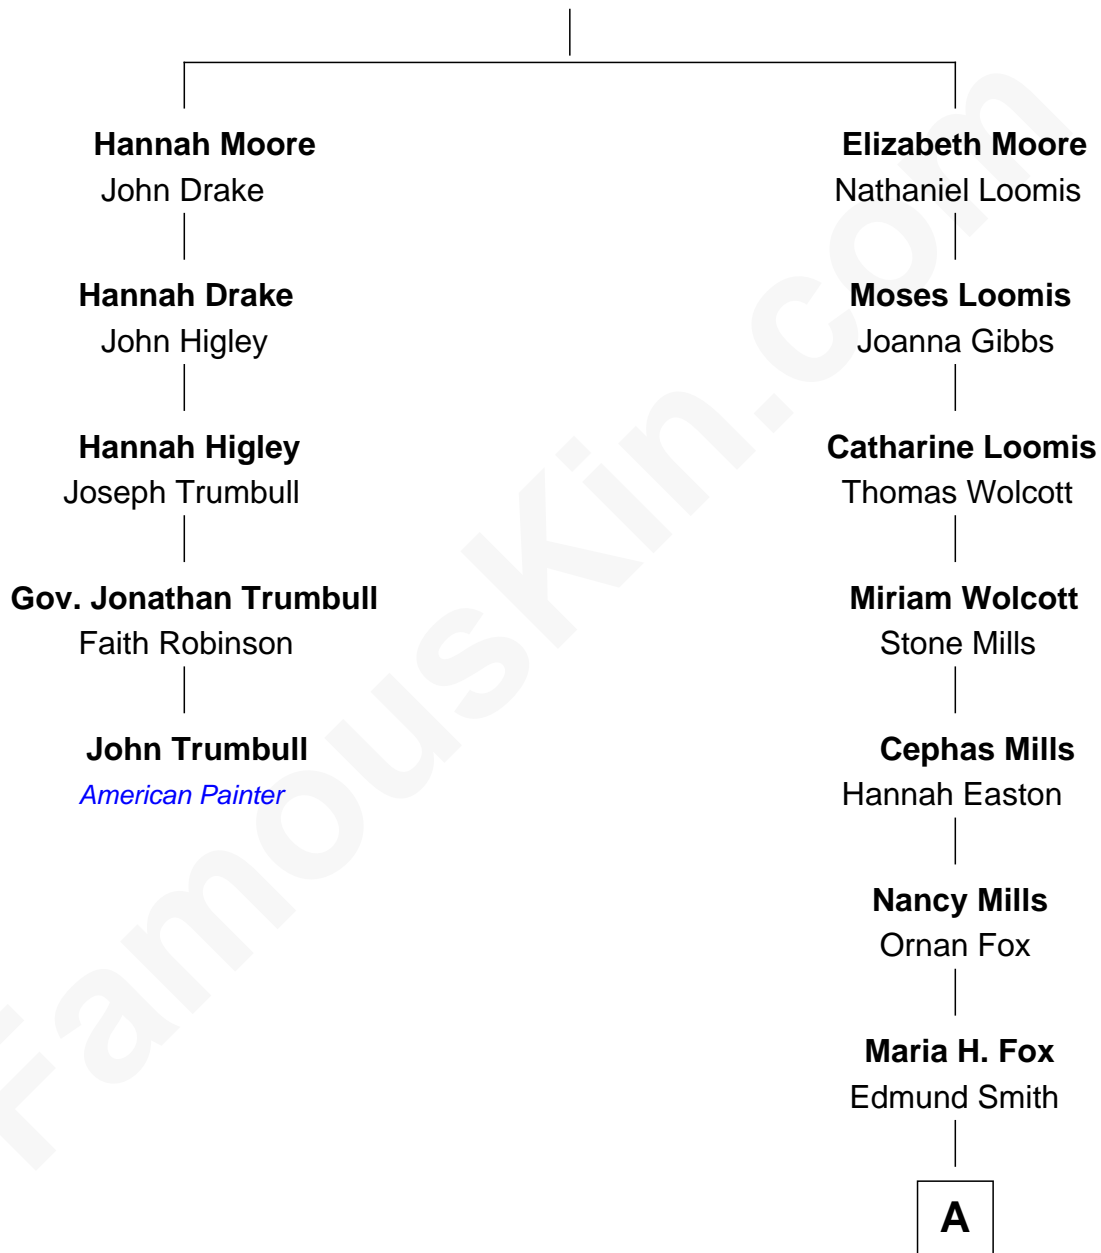 Hannah Moore
John Drake
Hannah Drake
John Higley
Hannah Higley
Joseph Trumbull
Gov. Jonathan Trumbull
Faith Robinson
John Trumbull
American Painter
Elizabeth Moore
Nathaniel Loomis
Moses Loomis
Joanna Gibbs
Catharine Loomis
Thomas Wolcott
Miriam Wolcott
Stone Mills
Cephas Mills
Hannah Easton
Nancy Mills
Ornan Fox
Maria H. Fox
Edmund Smith
A
FamousKin.com